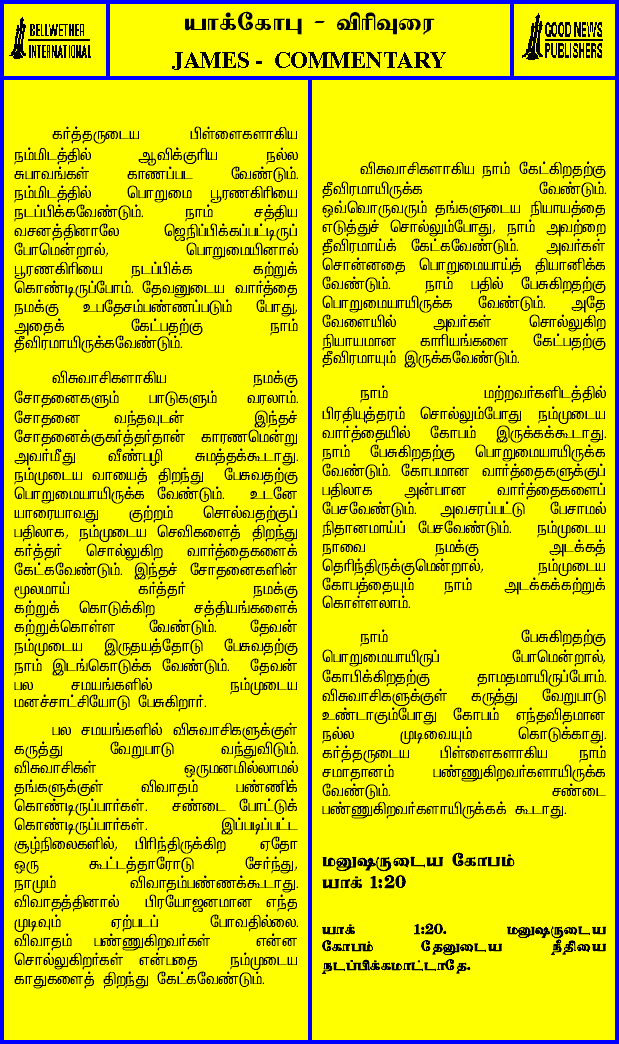 BELLWETHER
INTERNATIONAL
யாக்கோபு - விரிவுரை
JAMES - COMMENTARY
GOOD NEWS
PUBLISHERS
கர்த்தருடைய பிள்ளைகளாகிய
நம்மிடத்தில் ஆவிக்குரிய நல்ல
சுபாவங்கள் காணப்பட வேண்டும்.
நம்மிடத்தில் பொறுமை பூரணகிரியை
நடப்பிக்கவேண்டும். நாம் சத்திய
வசனத்தினாலே ஜெநிப்பிக்கப்பட்டிருப்
போமென்றால், பொறுமையினால்
பூரணகிரியை நடப்பிக்க கற்றுக்
கொண்டிருப்போம். தேவனுடைய வார்த்தை
நமக்கு உபதேசம்பண்ணப்படும் போது,
அதைக் கேட்பதற்கு நாம்
தீவிரமாயிருக்கவேண்டும்.
விசுவாசிகளாகிய நமக்கு
சோதனைகளும் பாடுகளும் வரலாம்.
சோதனை வந்தவுடன் இந்தச்
சோதனைக்குகர்த்தர்தான் காரணமென்று
அவர்மீது வீண்பழி சுமத்தக்கூடாது.
நம்முடைய வாயைத் திறந்து பேசுவதற்கு
பொறுமையாயிருக்க வேண்டும். உடனே
யாரையாவது குற்றம் சொல்வதற்குப்
பதிலாக, நம்முடைய செவிகளைத் திறந்து
கர்த்தர் சொல்லுகிற வார்த்தைகளைக்
கேட்கவேண்டும். இந்தச் சோதனைகளின்
மூலமாய் கர்த்தர் நமக்கு
கற்றுக் கொடுக்கிற சத்தியங்களைக்
கற்றுக்கொள்ள வேண்டும். தேவன்
நம்முடைய இருதயத்தோடு பேசுவதற்கு
நாம் இடங்கொடுக்க வேண்டும். தேவன்
பல சமயங்களில் நம்முடைய
மனச்சாட்சியோடு பேசுகிறார்.
பல சமயங்களில் விசுவாசிகளுக்குள்
கருத்து வேறுபாடு வந்துவிடும்.
விசுவாசிகள் ஒருமனமில்லாமல்
தங்களுக்குள் விவாதம் பண்ணிக்
கொண்டிருப்பார்கள். சண்டை போட்டுக்
கொண்டிருப்பார்கள். இப்படிப்பட்ட
சூழ்நிலைகளில், பிரிந்திருக்கிற ஏதோ
ஒரு கூட்டத்தாரோடு சேர்ந்து,
நாமும் விவாதம்பண்ணக்கூடாது.
விவாதத்தினால் பிரயோஜனமான எந்த
முடிவும் ஏற்படப் போவதில்லை.
விவாதம் பண்ணுகிறவர்கள் என்ன
சொல்லுகிறர்கள் என்பதை நம்முடைய
காதுகளைத் திறந்து கேட்கவேண்டும்.
விசுவாசிகளாகிய நாம் கேட்கிறதற்கு
தீவிரமாயிருக்க வேண்டும்.
ஒவ்வொருவரும் தங்களுடைய நியாயத்தை
எடுத்துச் சொல்லும்போது, நாம் அவற்றை
தீவிரமாய்க் கேட்கவேண்டும். அவர்கள்
சொன்னதை பொறுமையாய்த் தியானிக்க
வேண்டும். நாம் பதில் பேசுகிறதற்கு
பொறுமையாயிருக்க வேண்டும். அதே
வேளையில் அவர்கள் சொல்லுகிற
நியாயமான காரியங்களை கேட்பதற்கு
தீவிரமாயும் இருக்கவேண்டும்.
நாம் மற்றவர்களிடத்தில்
பிரதியுத்தரம் சொல்லும்போது நம்முடைய
வார்த்தையில் கோபம் இருக்கக்கூடாது.
நாம் பேசுகிறதற்கு பொறுமையாயிருக்க
வேண்டும். கோபமான வார்த்தைகளுக்குப்
பதிலாக அன்பான வார்த்தைகளைப்
பேசவேண்டும். அவசரப்பட்டு பேசாமல்
நிதானமாய்ப் பேசவேண்டும். நம்முடைய
நாவை நமக்கு அடக்கத்
தெரிந்திருக்குமென்றால், நம்முடைய
கோபத்தையும் நாம் அடக்கக்கற்றுக்
கொள்ளலாம்.
நாம் பேசுகிறதற்கு
பொறுமையாயிருப் போமென்றால்,
கோபிக்கிறதற்கு தாமதமாயிருப்போம்.
விசுவாசிகளுக்குள் கருத்து வேறுபாடு
உண்டாகும்போது கோபம் எந்தவிதமான
நல்ல முடிவையும் கொடுக்காது.
கர்த்தருடைய பிள்ளைகளாகிய நாம்
சமாதானம் பண்ணுகிறவர்களாயிருக்க
வேண்டும். சண்டை
பண்ணுகிறவர்களாயிருக்கக் கூடாது.
மனுஷருடைய கோபம்
யாக் 1:20
யாக் 1:20. மனுஷருடைய
கோபம் தேனுடைய நீதியை
நடப்பிக்கமாட்டாதே.